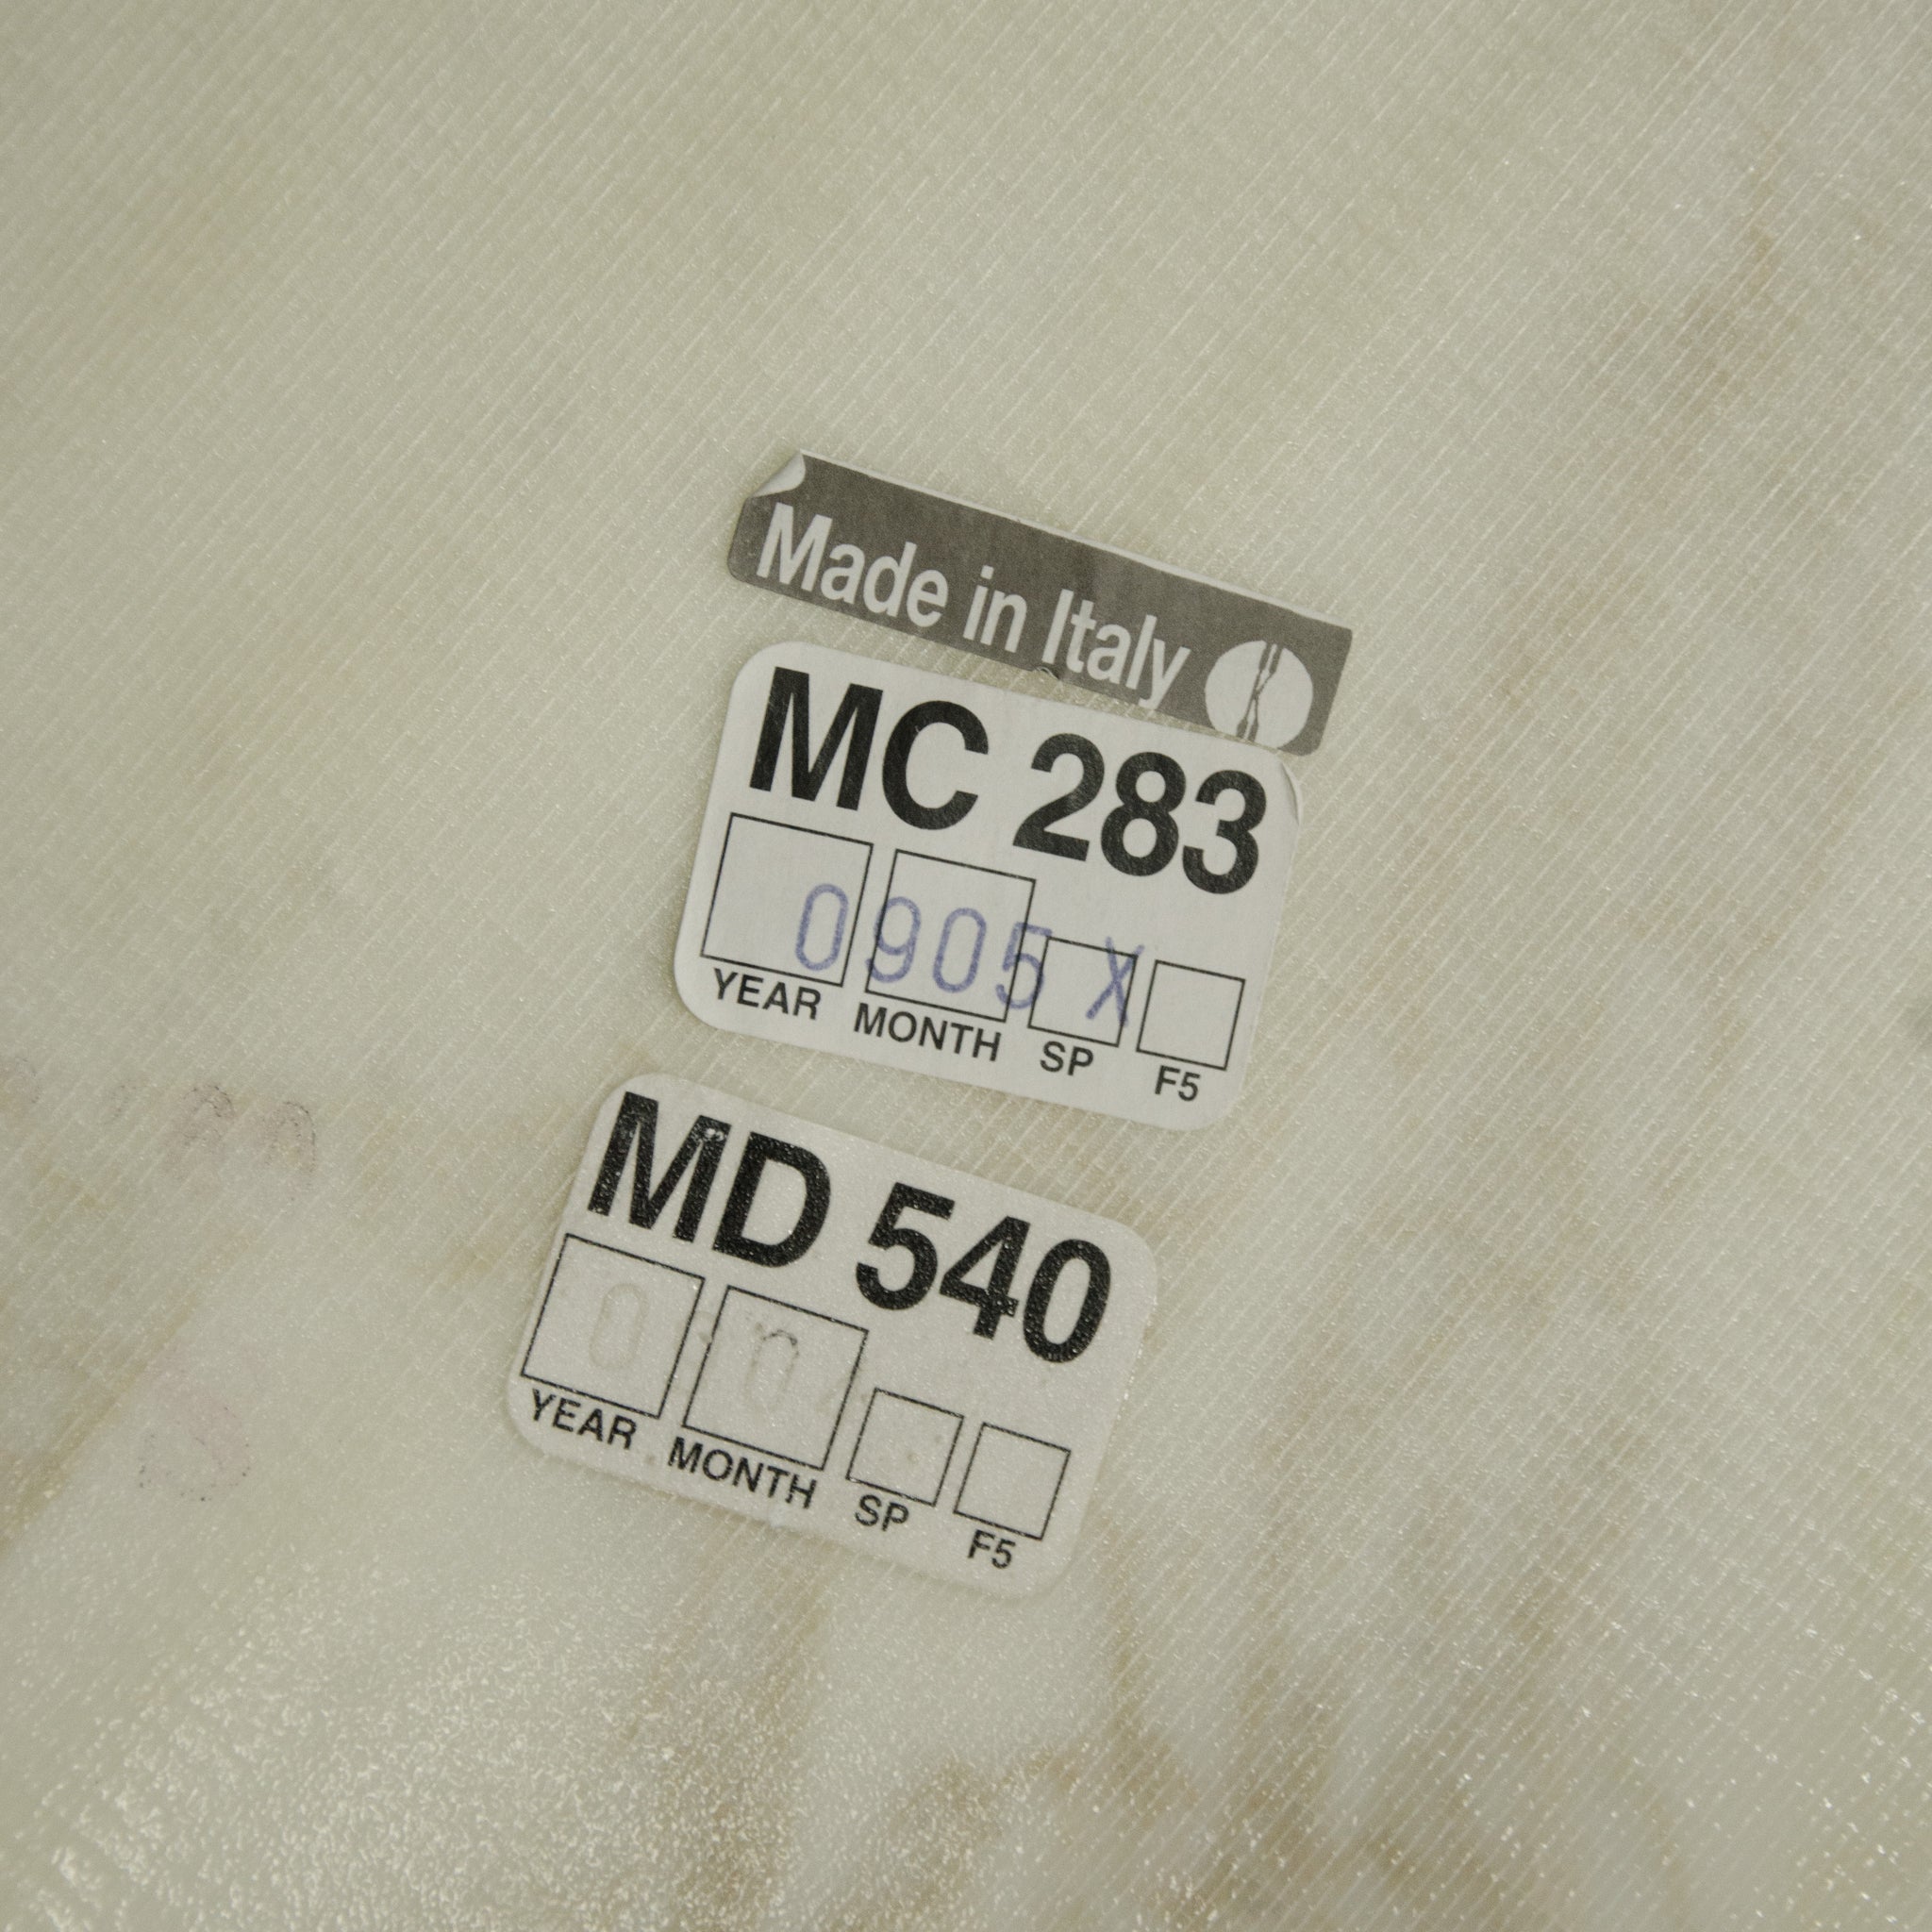 Made in Italy
MC 283
0905 X
YEAR MONTH SP F5
MD 540
YEAR MONTH SP F5